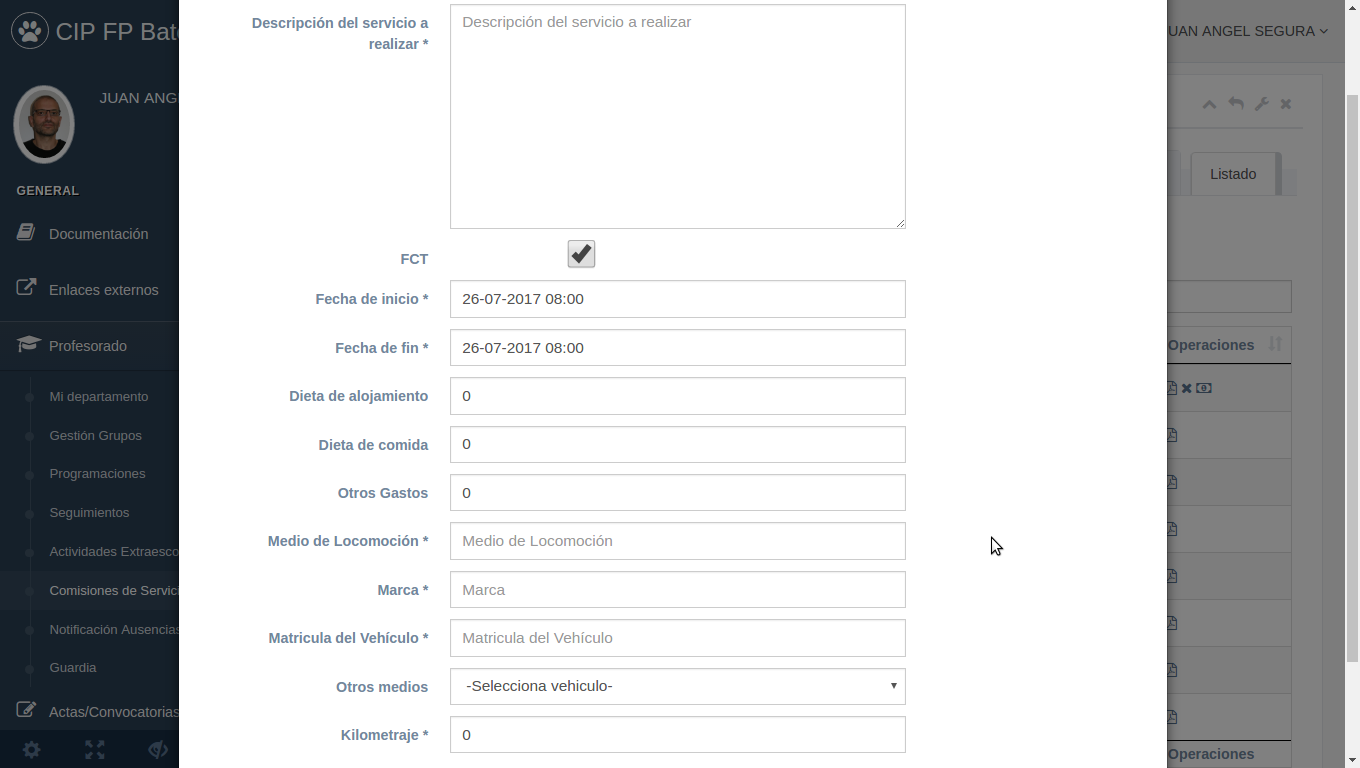 CIP FP Bat
UAN ANGEL SEGURA
JUAN ANG
GENERAL
Documentación
Enlaces externos
Profesorado
Mi departamento
Gestión Grupos
Programaciones
Seguimientos
Actividades Extraesco
Comisiones de Servici
Notificación Ausencias
Guardia
Actas/Convocatorias
Descripción del servicio a
realizar *
Descripción del servicio a realizar
FCT
Fecha de inicio *
26-07-2017 08:00
Fecha de fin *
26-07-2017 08:00
Dieta de alojamiento
0
Dieta de comida
0
Otros Gastos
0
Medio de Locomoción *
Medio de Locomoción
Marca *
Marca
Matricula del Vehículo *
Matricula del Vehículo
Otros medios
-Selecciona vehiculo-
Kilometraje *
0
Listado
Operaciones
Operaciones